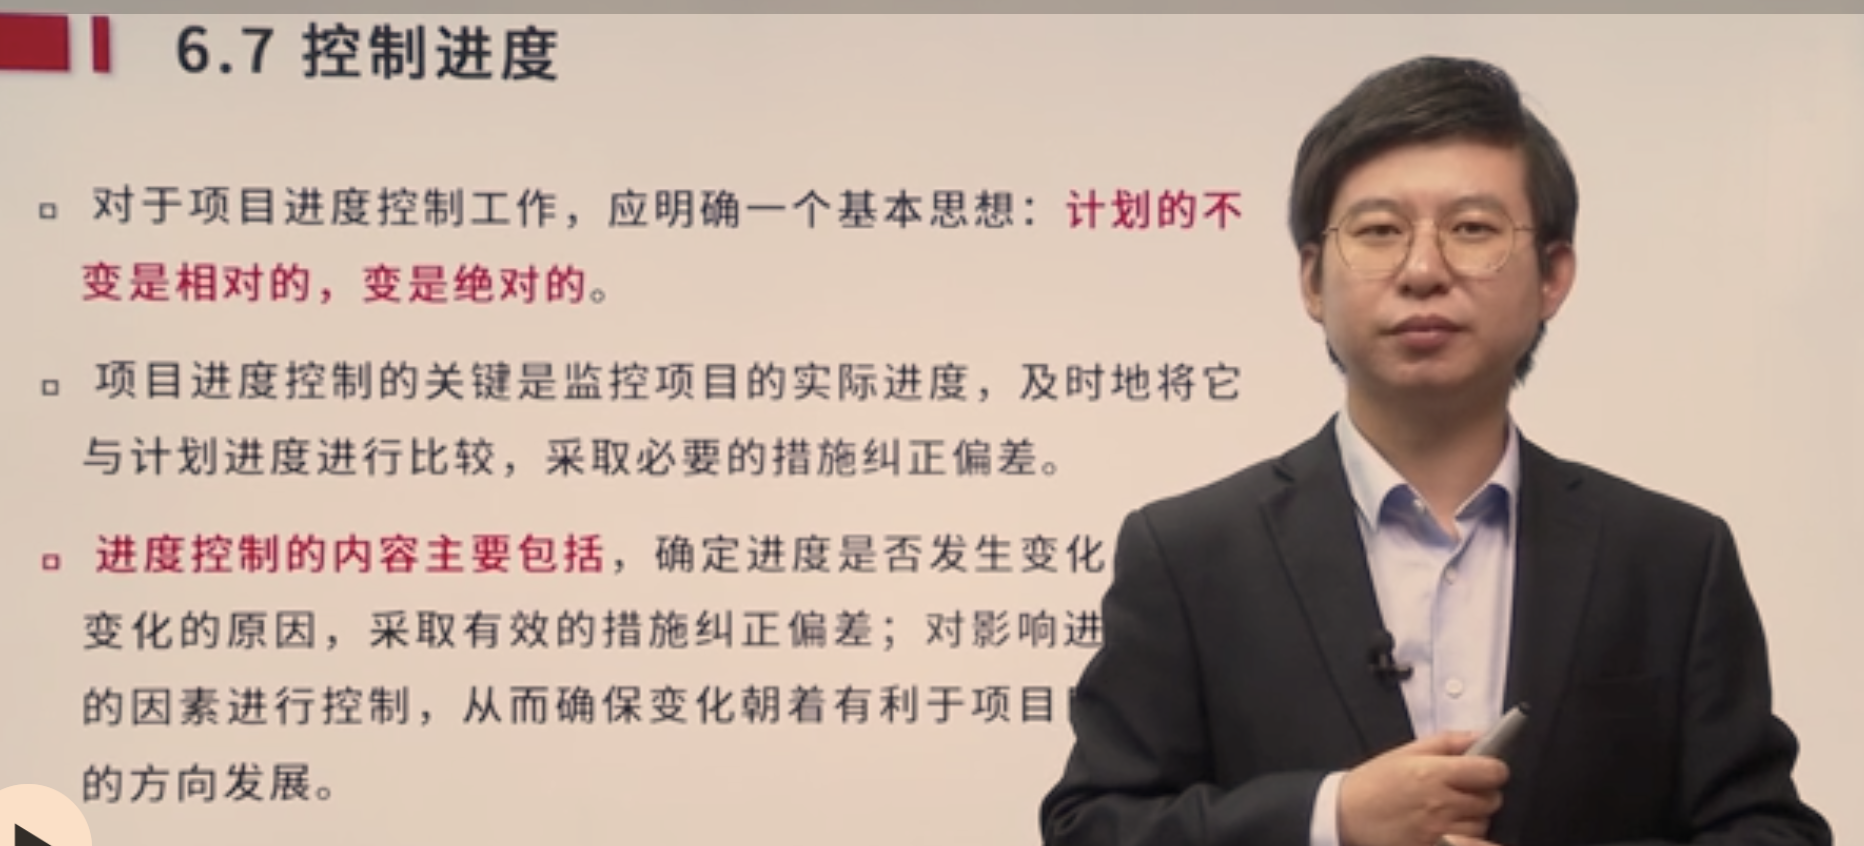 6.7 控制进度
对于项目进度控制工作，应明确一个基本思想：计划的不
变是相对的，变是绝对的。
项目进度控制的关键是监控项目的实际进度，及时地将它
与计划进度进行比较，采取必要的措施纠正偏差。
进度控制的内容主要包括，确定进度是否发生变化
变化的原因，采取有效的措施纠正偏差；对影响进
的因素进行控制，从而确保变化朝着有利于项目
的方向发展。